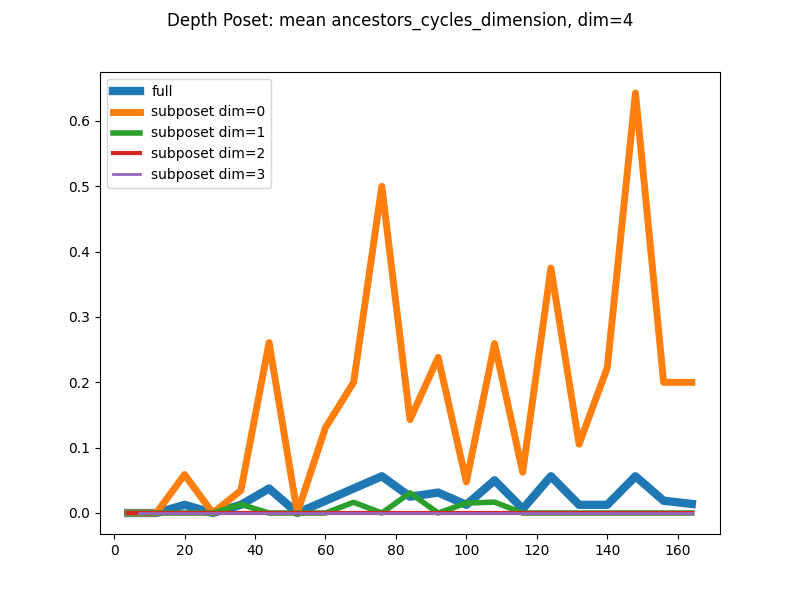 Depth Poset: mean ancestors_cycles_dimension, dim=4
full
subposet dim=0
subposet dim=1
subposet dim=2
subposet dim=3
0.6
0.5
0.4
0.3
0.2
0.1
0.0
0 20 40 60 80 100 120 140 160